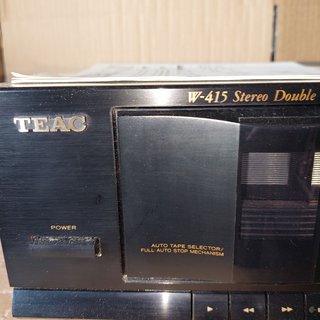 W-415 Stereo Double
TEAC
POWER
AUTO TAPE SELECTOR/
FULL AUTO STOP MECHANISM